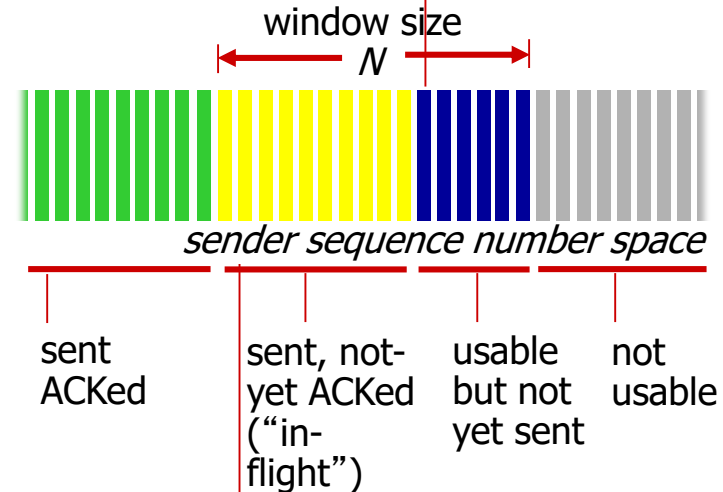 window size
N
sender sequence number space
sent
ACKed
sent, not-
yet ACKed
(“in-
flight”)
usable
but not
yet sent
not
usable